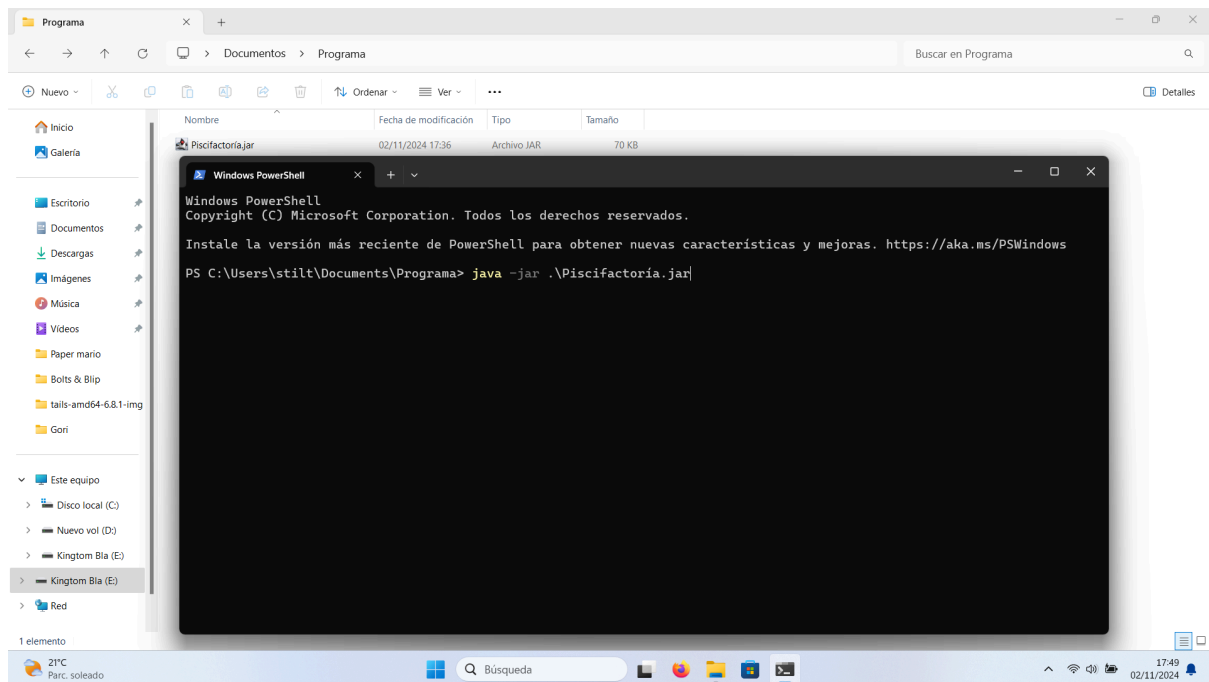 Programa
Documentos > Programa
Buscar en Programa
Nuevo
Ordenar
Ver
Detalles
Inicio
Galería
Escritorio
Documentos
Descargas
Imágenes
Música
Vídeos
Paper mario
Bolts & Blip
tails-amd64-6.8.1-img
Gori
Este equipo
Disco local (C:)
Nuevo vol (D:)
Kingtom Bla (E:)
Kingtom Bla (E:)
Red
Nombre Fecha de modificación Tipo Tamaño
Piscifactoría.jar 02/11/2024 17:36 Archivo JAR 70 KB
Windows PowerShell
Windows PowerShell
Copyright (C) Microsoft Corporation. Todos los derechos reservados.
Instale la versión más reciente de PowerShell para obtener nuevas características y mejoras. https://aka.ms/PSWindows
PS C:\Users\stilt\Documents\Programa> java -jar .\Piscifactoría.jar
1 elemento
21°C
Parc. soleado
Búsqueda
17:49
02/11/2024